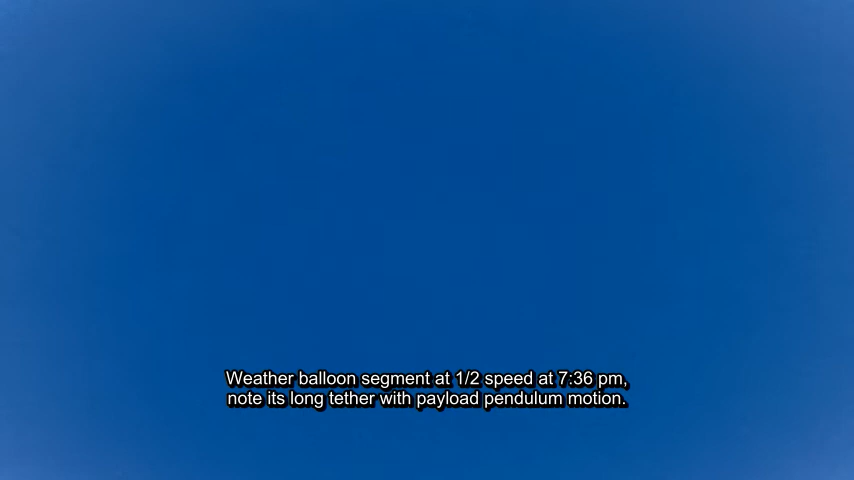 Weather balloon segment at 1/2 speed at 7:36 pm,
note its long tether with payload pendulum motion.